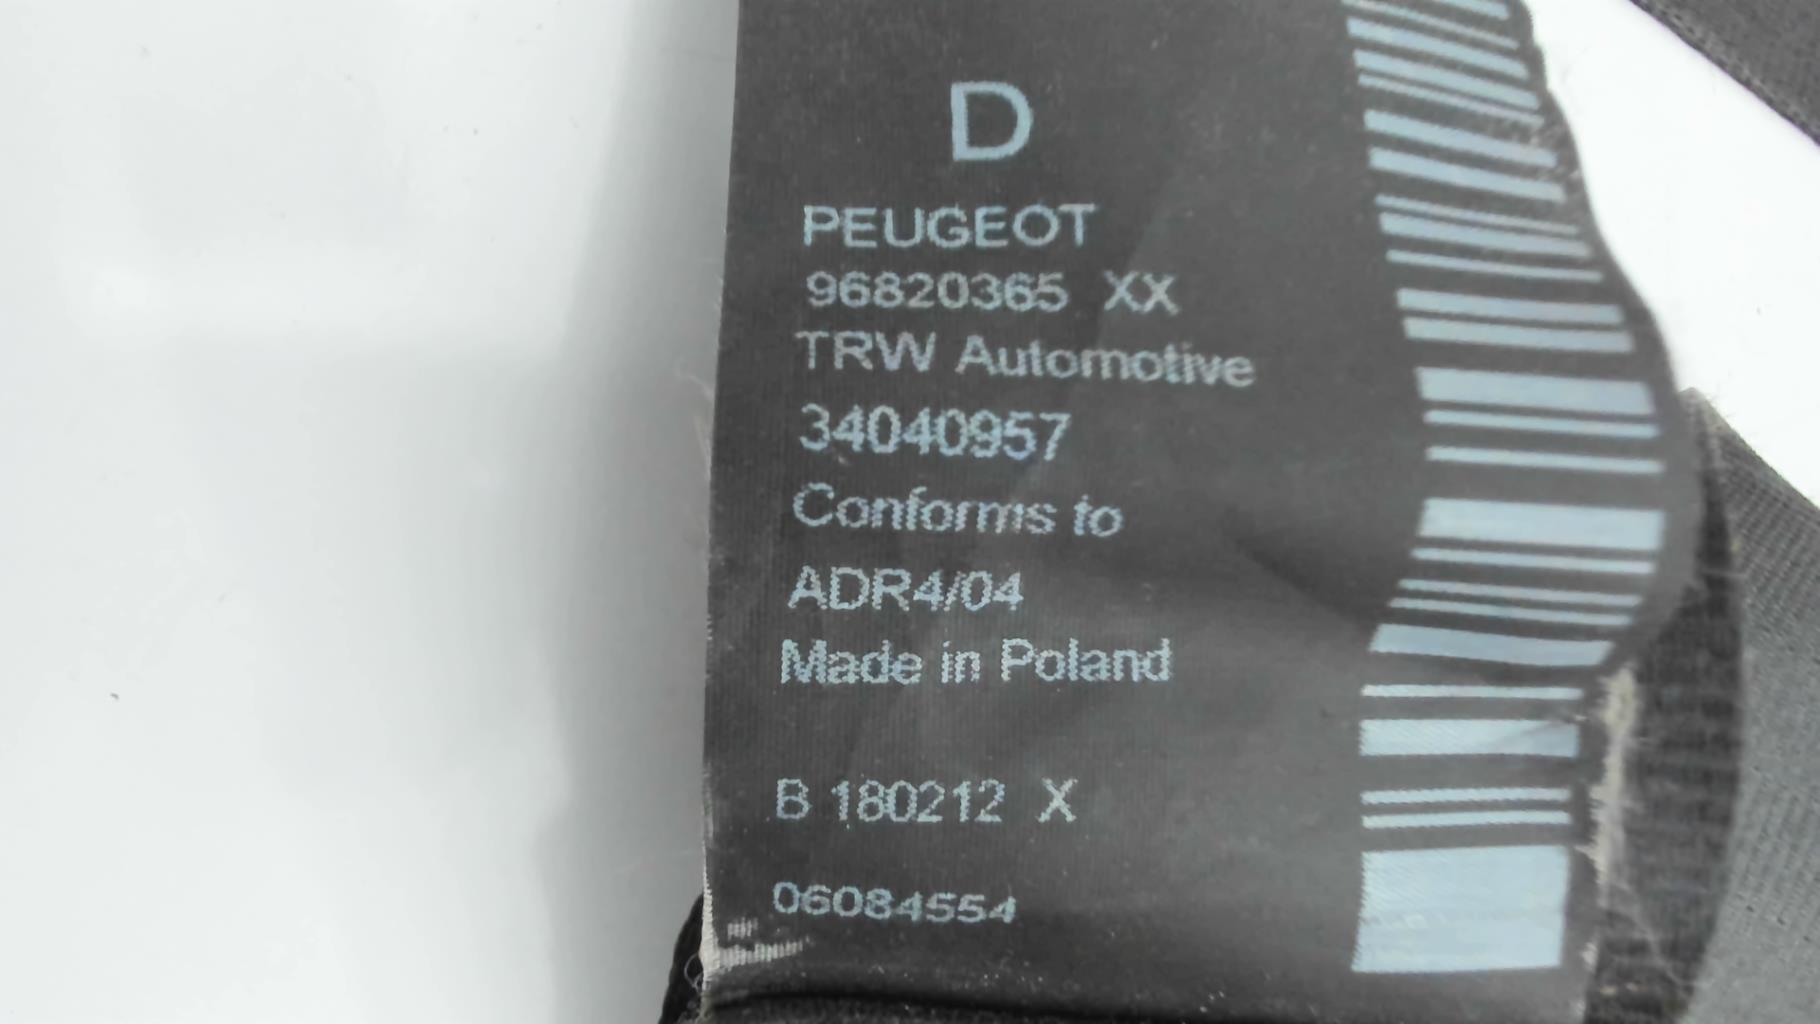 D
PEUGEOT
96820365 XX
TRW Automotive
34040957
Conforms to
ADR4/04
Made in Poland
B 180212 X
06084554